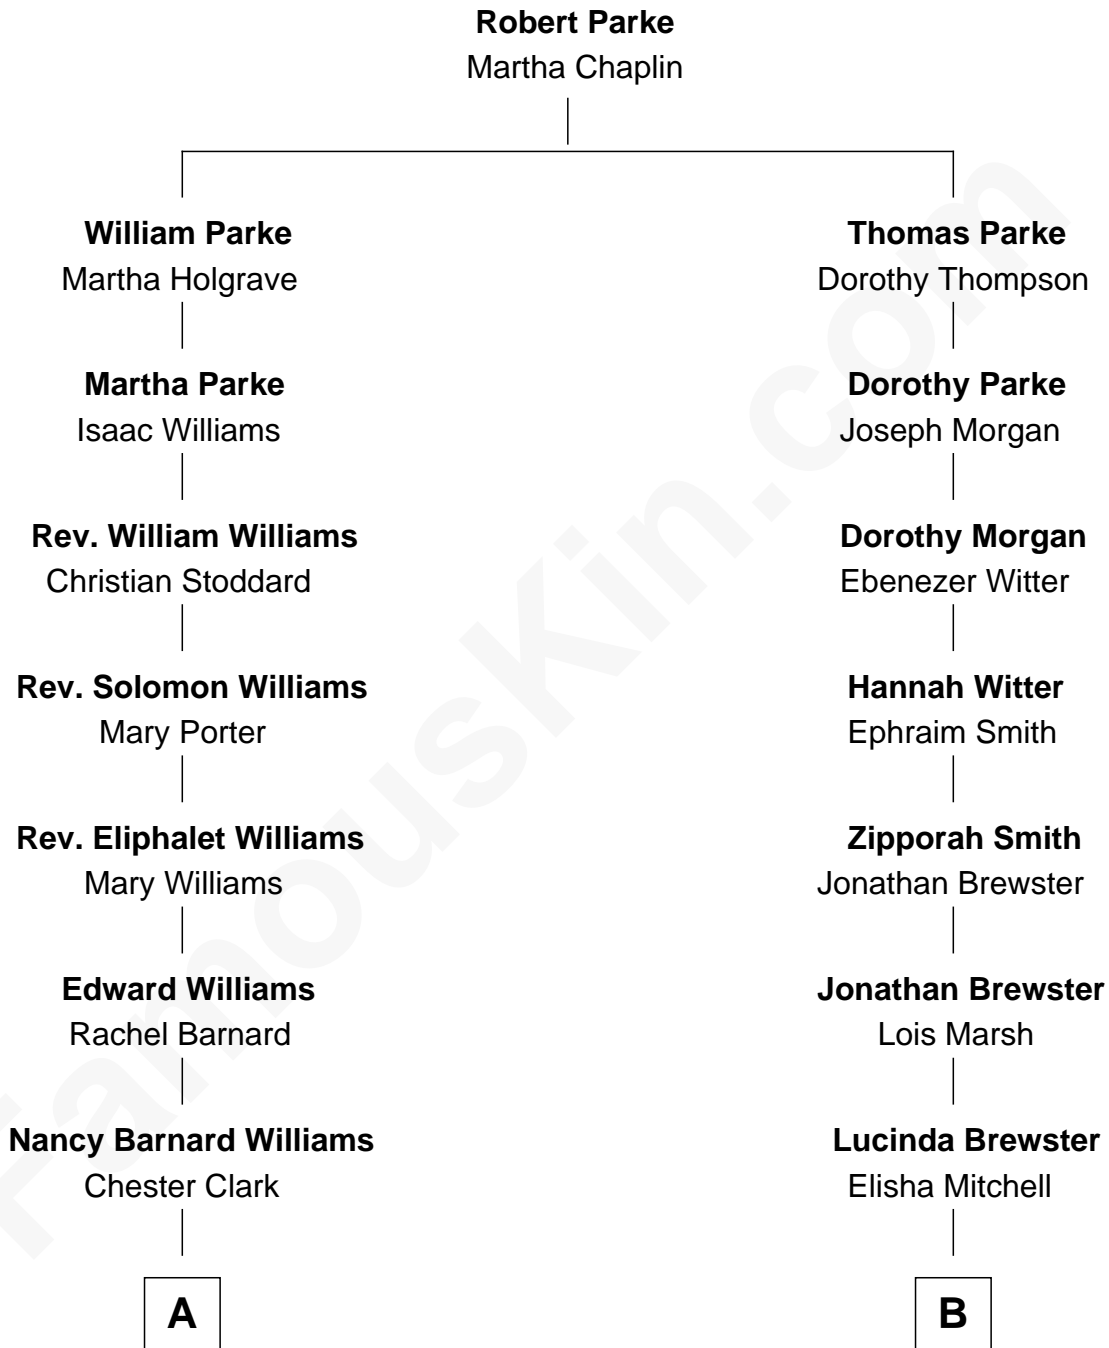 Robert Parke
Martha Chaplin
William Parke
Martha Holgrave
Martha Parke
Isaac Williams
Rev. William Williams
Christian Stoddard
Rev. Solomon Williams
Mary Porter
Rev. Eliphalet Williams
Mary Williams
Edward Williams
Rachel Barnard
Nancy Barnard Williams
Chester Clark
A
Thomas Parke
Dorothy Thompson
Dorothy Parke
Joseph Morgan
Dorothy Morgan
Ebenezer Witter
Hannah Witter
Ephraim Smith
Zipporah Smith
Jonathan Brewster
Jonathan Brewster
Lois Marsh
Lucinda Brewster
Elisha Mitchell
B
FamousKin.com